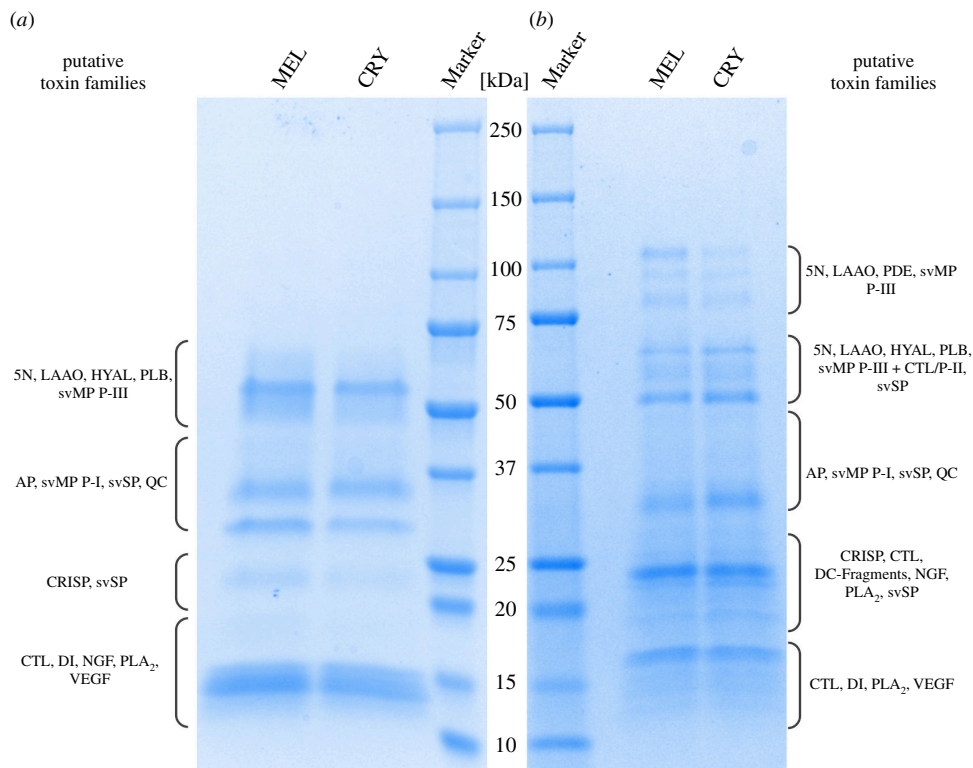 (a)
(b)
putative
toxin families
MEL
CRY
Marker
[kDa]
Marker
MEL
CRY
putative
toxin families
250
150
100
75
50
37
25
20
15
10
5N, LAAO, HYAL, PLB,
svMP P-III
AP, svMP P-I, svSP, QC
CRISP, svSP
CTL, DI, NGF, PLA₂,
VEGF
5N, LAAO, PDE, svMP
P-III
5N, LAAO, HYAL, PLB,
svMP P-III + CTL/P-II,
svSP
AP, svMP P-I, svSP, QC
CRISP, CTL,
DC-Fragments, NGF,
PLA₂, svSP
CTL, DI, PLA₂, VEGF